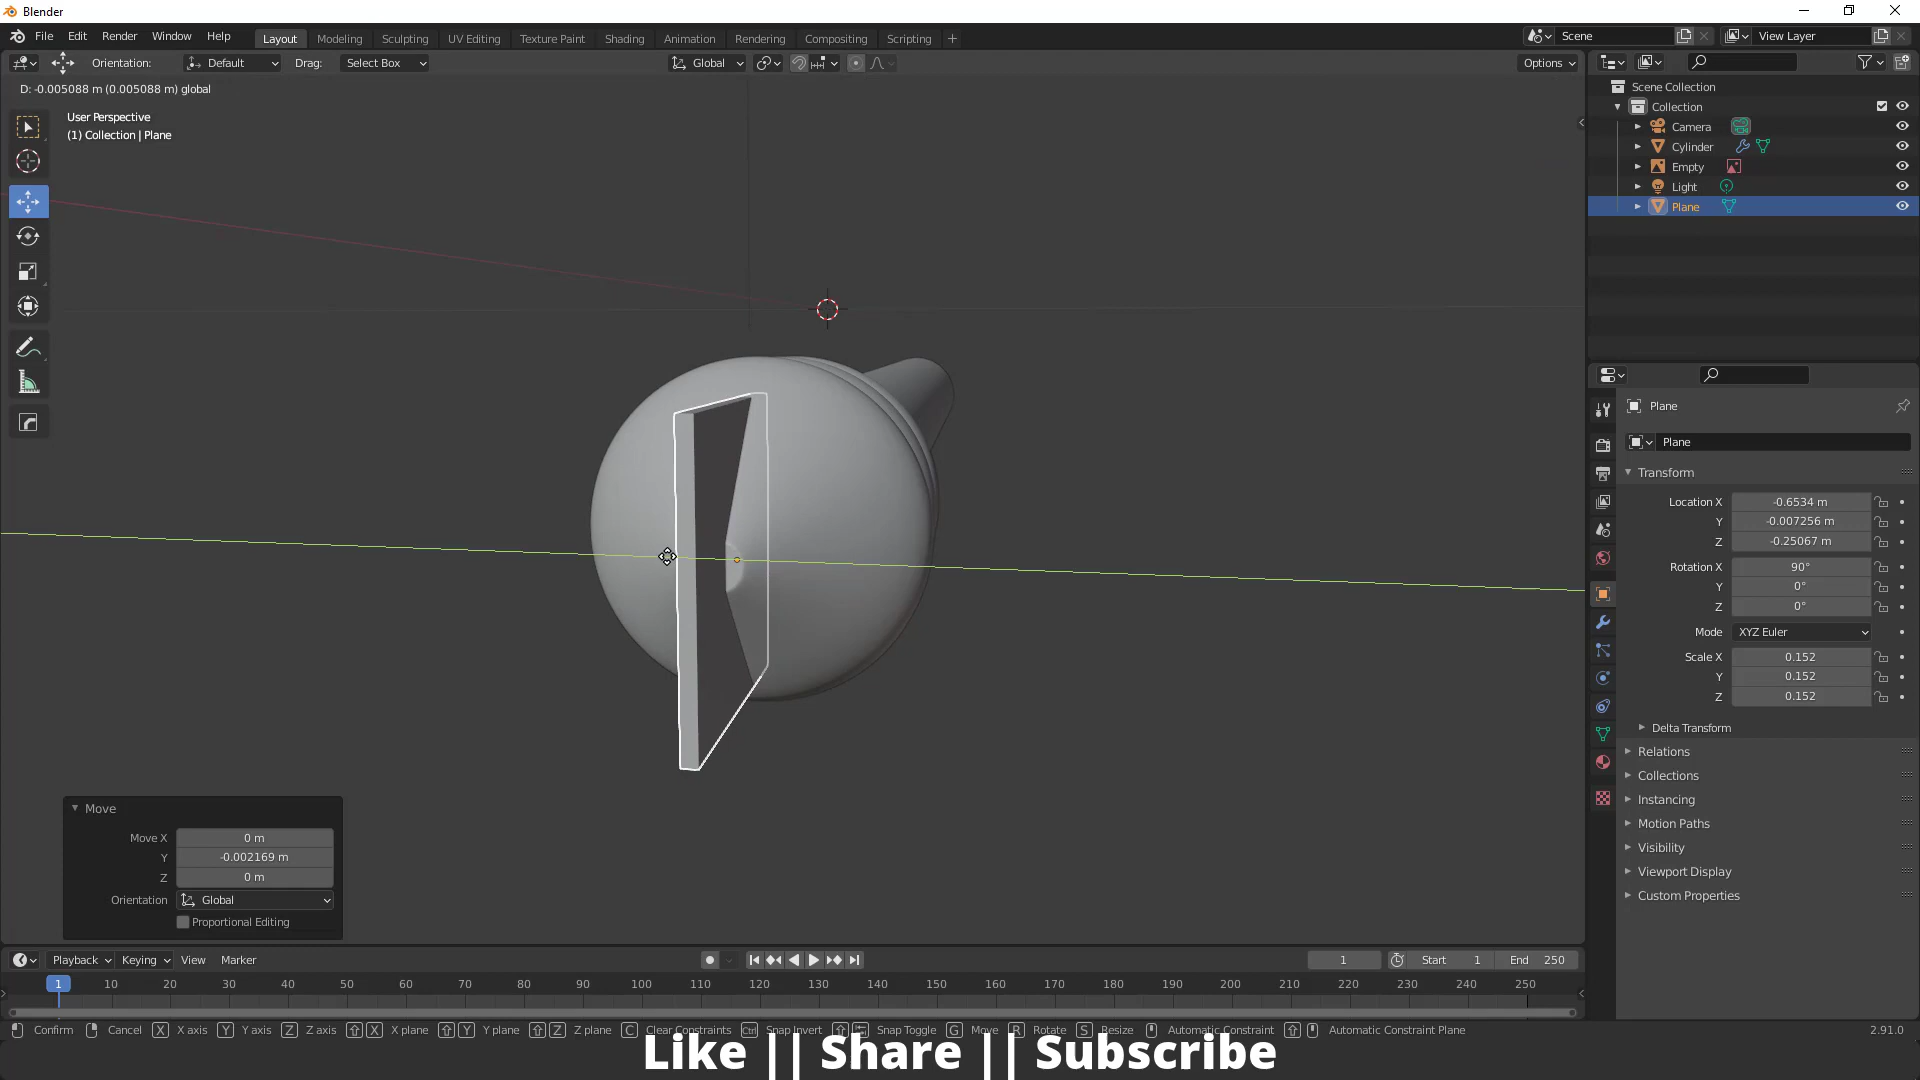 Blender
File Edit Render Window Help
Layout Modeling Sculpting UV Editing Texture Paint Shading Animation Rendering Compositing Scripting
Scene
View Layer
Orientation: Default Drag: Select Box
Global
Options
D: -0.005088 m (0.005088 m) global
User Perspective
(1) Collection | Plane
Scene Collection
Collection
Camera
Cylinder
Empty
Light
Plane
Plane
Plane
Transform
Location X -0.6534 m
Y -0.007256 m
Z -0.25067 m
Rotation X 90°
Y 0°
Z 0°
Mode XYZ Euler
Scale X 0.152
Y 0.152
Z 0.152
Delta Transform
Relations
Collections
Instancing
Motion Paths
Visibility
Viewport Display
Custom Properties
Move
Move X 0 m
Y -0.002169 m
Z 0 m
Orientation Global
Proportional Editing
Playback Keying View Marker
1 Start 1 End 250
1 10 20 30 40 50 60 70 80 90 100 110 120 130 140 150 160 170 180 190 200 210 220 230 240 250
Confirm Cancel X X axis Y Y axis Z Z axis X X plane Y Y plane Z Z plane C Clear Constraints Ctrl Snap Invert Snap Toggle G Move R Rotate S Resize Automatic Constraint Automatic Constraint Plane 2.91.0
Like || Share || Subscribe